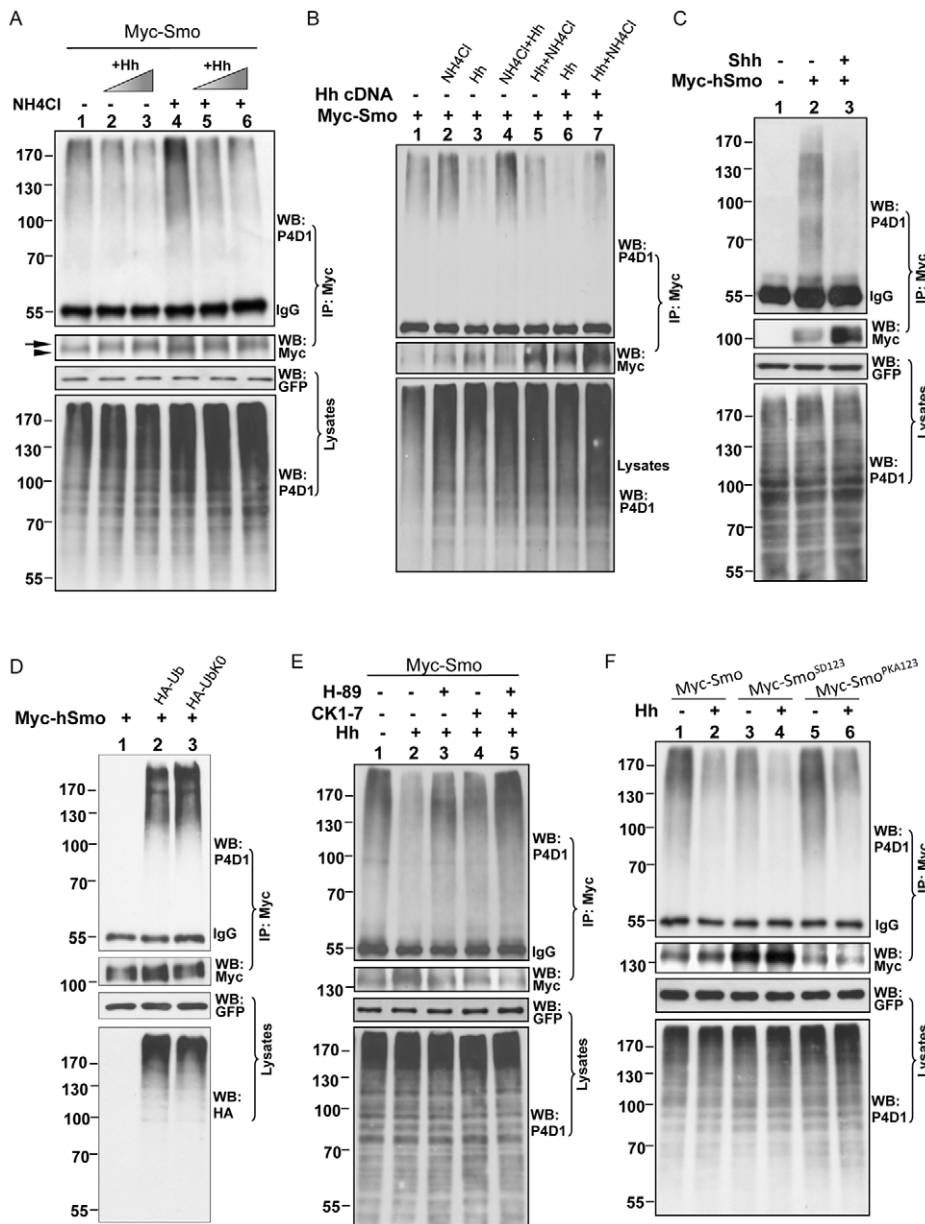 A
Myc-Smo
+Hh +Hh
NH4Cl - - - + + +
1 2 3 4 5 6
170
130
100
70
55
WB:
P4D1
IgG
IP: Myc
WB:
Myc
WB:
GFP
170
130
100
70
55
WB:
P4D1
Lysates
B
NH4Cl
Hh
NH4Cl+Hh
Hh+NH4Cl
Hh
Hh+NH4Cl
Hh cDNA - - - - - + +
Myc-Smo + + + + + + +
1 2 3 4 5 6 7
WB:
P4D1
IP: Myc
WB:
Myc
Lysates
WB:
P4D1
C
Shh - - +
Myc-hSmo - + +
1 2 3
170
130
100
70
55
WB:
P4D1
IgG
IP: Myc
100
WB:
Myc
WB:
GFP
170
130
100
70
55
WB:
P4D1
Lysates
D
HA-Ub
HA-UbK0
Myc-hSmo + + +
1 2 3
170
130
100
70
55
WB:
P4D1
IgG
IP: Myc
100
WB:
Myc
WB:
GFP
170
130
100
70
55
WB:
HA
Lysates
E
Myc-Smo
H-89 - - + - +
CK1-7 - - - + +
Hh - + + + +
1 2 3 4 5
170
130
100
70
55
WB:
P4D1
IgG
IP: Myc
130
WB:
Myc
WB:
GFP
170
130
100
70
55
WB:
P4D1
Lysates
F
Myc-Smo Myc-Smo^SD123 Myc-Smo^PKA123
Hh - + - + - +
1 2 3 4 5 6
170
130
100
70
55
WB:
P4D1
IgG
IP: Myc
130
WB:
Myc
WB:
GFP
170
130
100
70
55
WB:
P4D1
Lysates